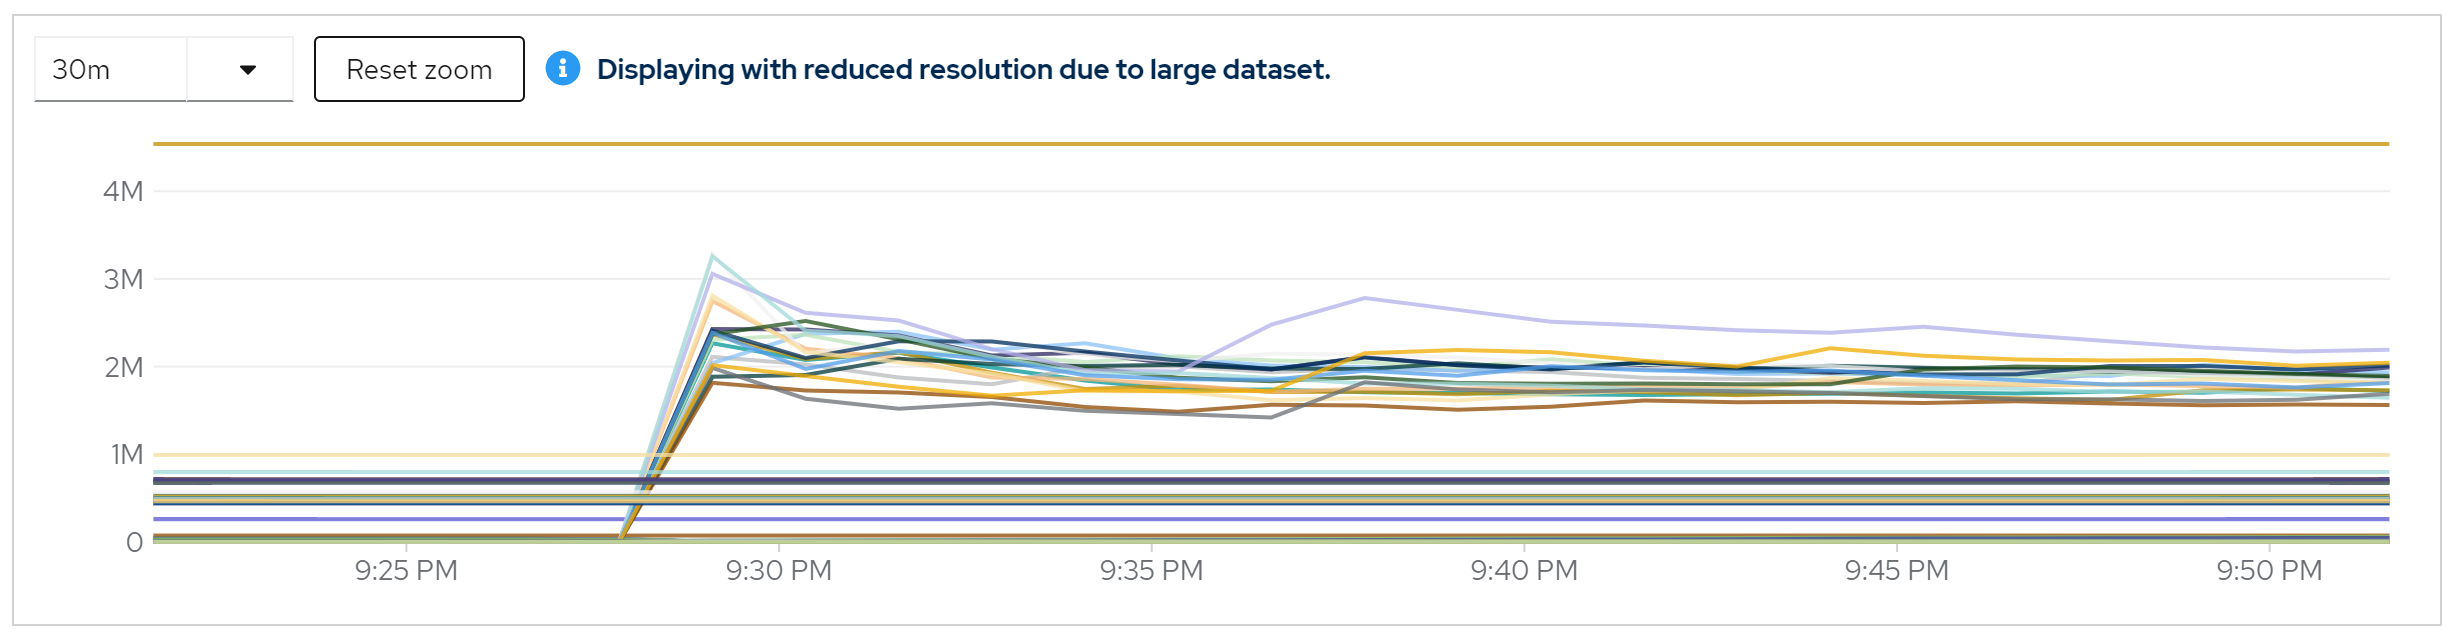 30m Reset zoom Displaying with reduced resolution due to large dataset.
4M
3M
2M
1M
0
9:25 PM 9:30 PM 9:35 PM 9:40 PM 9:45 PM 9:50 PM